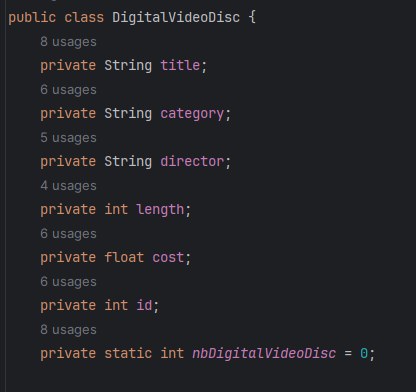 public class DigitalVideoDisc {
8 usages
private String title;
6 usages
private String category;
5 usages
private String director;
4 usages
private int length;
6 usages
private float cost;
6 usages
private int id;
8 usages
private static int nbDigitalVideoDisc = 0;